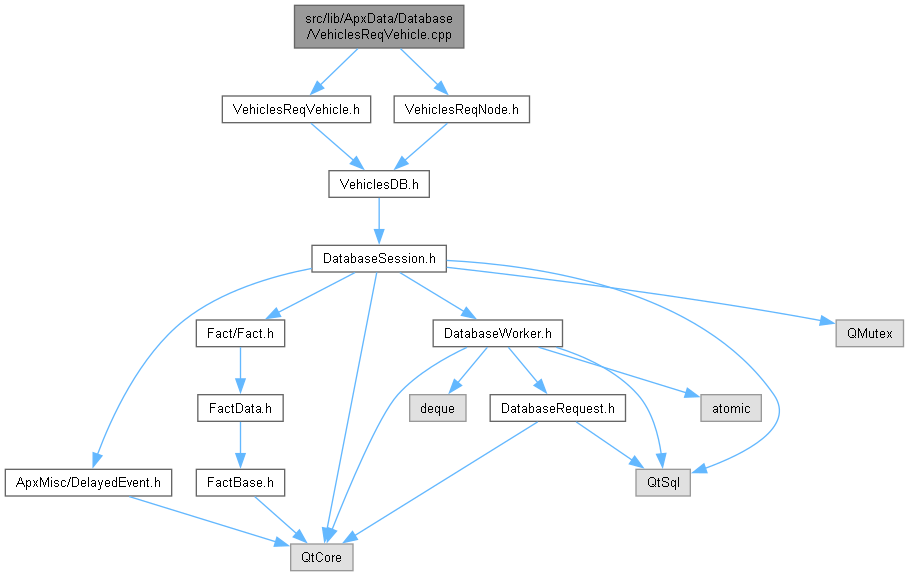 src/lib/ApxData/Database
/VehiclesReqVehicle.cpp
VehiclesReqVehicle.h
VehiclesReqNode.h
VehiclesDB.h
DatabaseSession.h
Fact/Fact.h
DatabaseWorker.h
QMutex
FactData.h
deque
DatabaseRequest.h
atomic
ApxMisc/DelayedEvent.h
FactBase.h
QtSql
QtCore